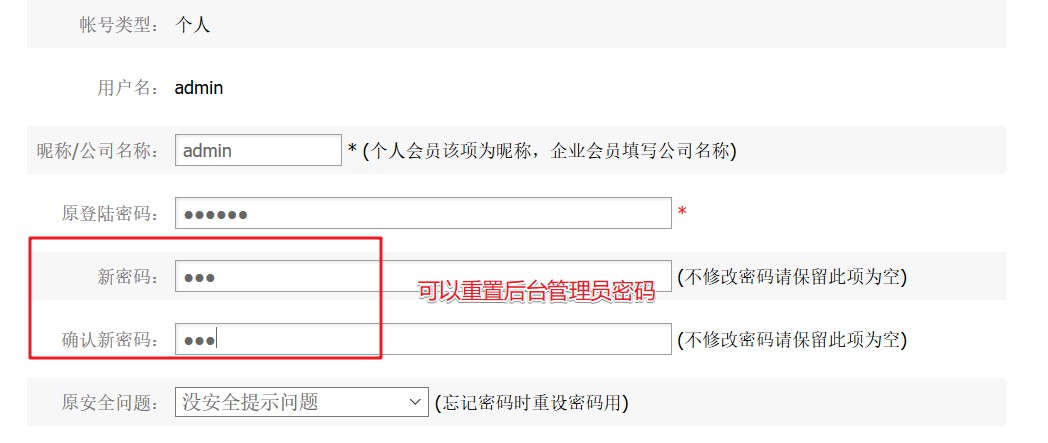 帐号类型： 个人
用户名： admin
昵称/公司名称： admin * (个人会员该项为昵称，企业会员填写公司名称)
原登陆密码： ●●●●●● *
新密码： ●●● (不修改密码请保留此项为空)
可以重置后台管理员密码
确认新密码： ●●● (不修改密码请保留此项为空)
原安全问题： 没安全提示问题 (忘记密码时重设密码用)